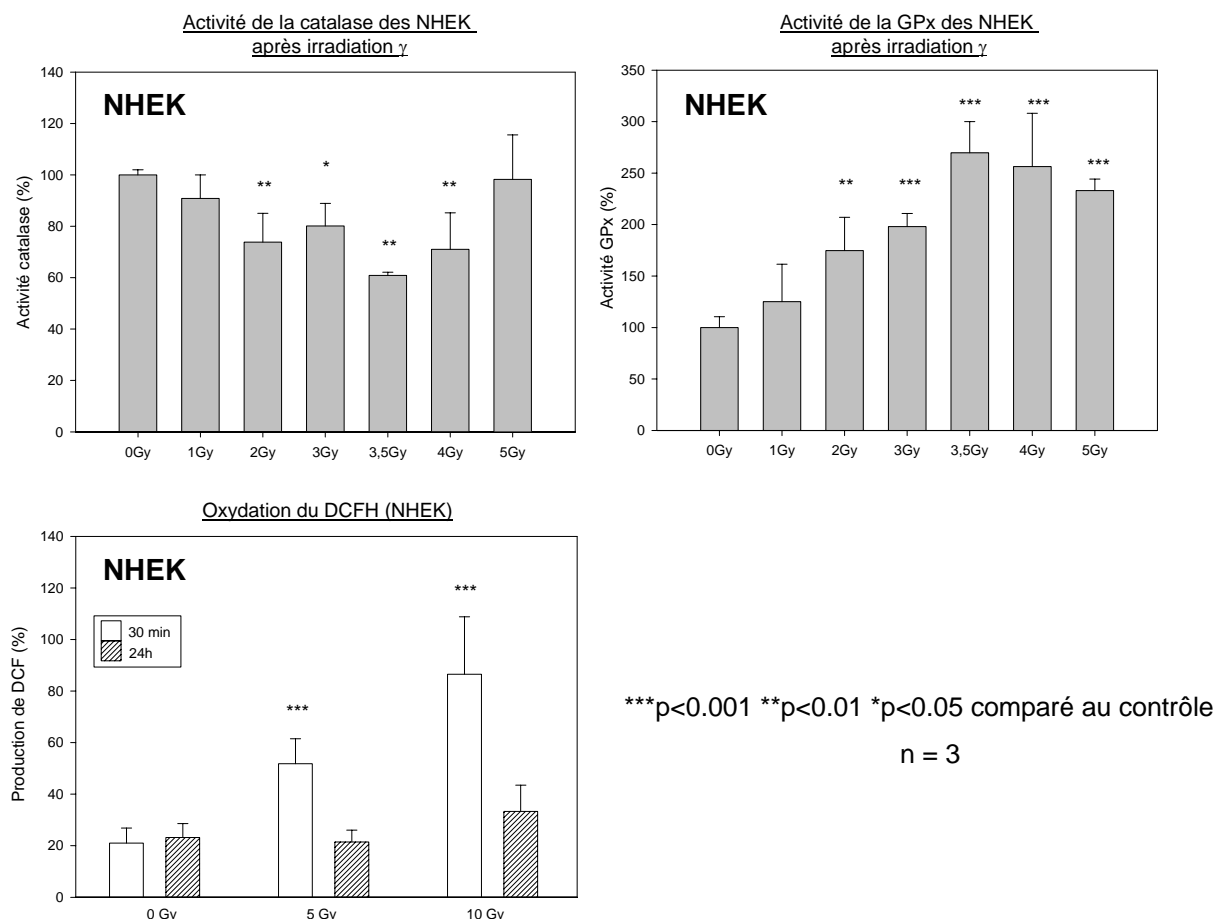 Activité de la catalase des NHEK
après irradiation γ
140
120
100
80
60
40
20
0
Activité catalase (%)
NHEK
**
*
**
**
0Gy 1Gy 2Gy 3Gy 3,5Gy 4Gy 5Gy
Activité de la GPx des NHEK
après irradiation γ
350
300
250
200
150
100
50
0
Activité GPx (%)
NHEK
**
***
***
***
***
0Gy 1Gy 2Gy 3Gy 3,5Gy 4Gy 5Gy
Oxydation du DCFH (NHEK)
140
120
100
80
60
40
20
0
Production de DCF (%)
NHEK
30 min
24h
***
***
0 Gy 5 Gy 10 Gy
***p<0.001 **p<0.01 *p<0.05 comparé au contrôle
n = 3